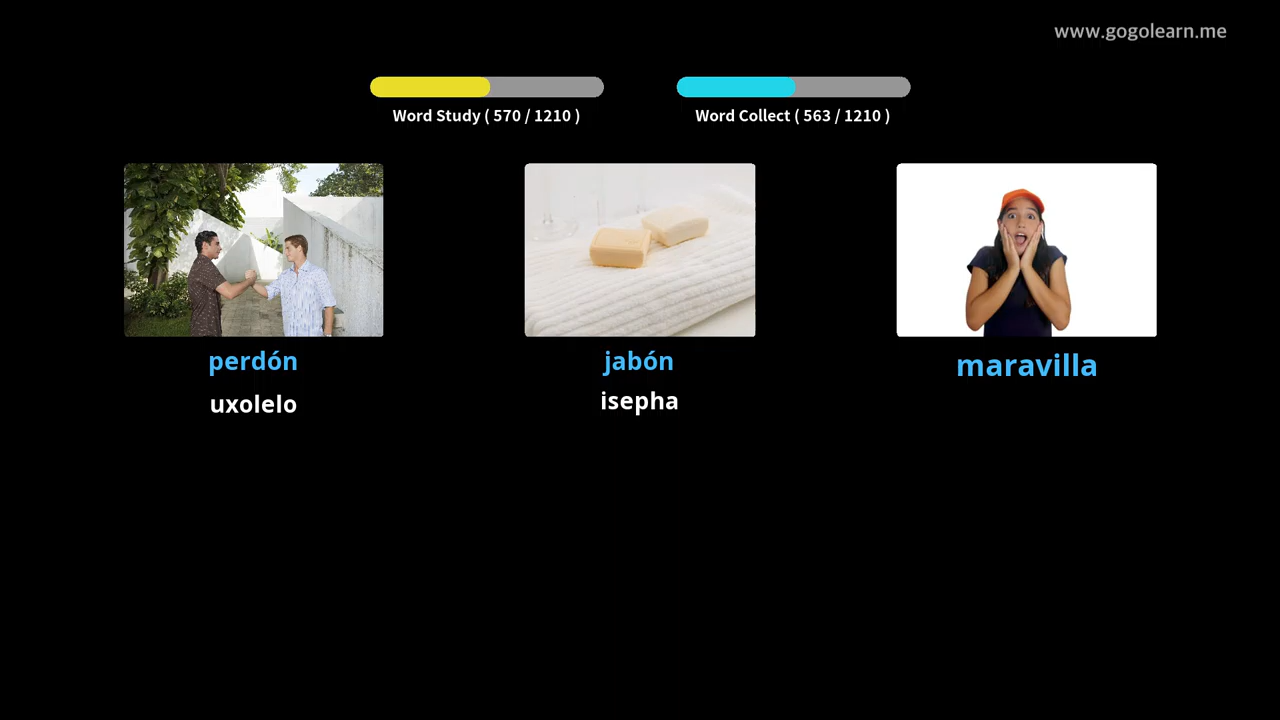 www.gogolearn.me
Word Study ( 570 / 1210 )
Word Collect ( 563 / 1210 )
perdón
jabón
maravilla
uxolelo
isepha